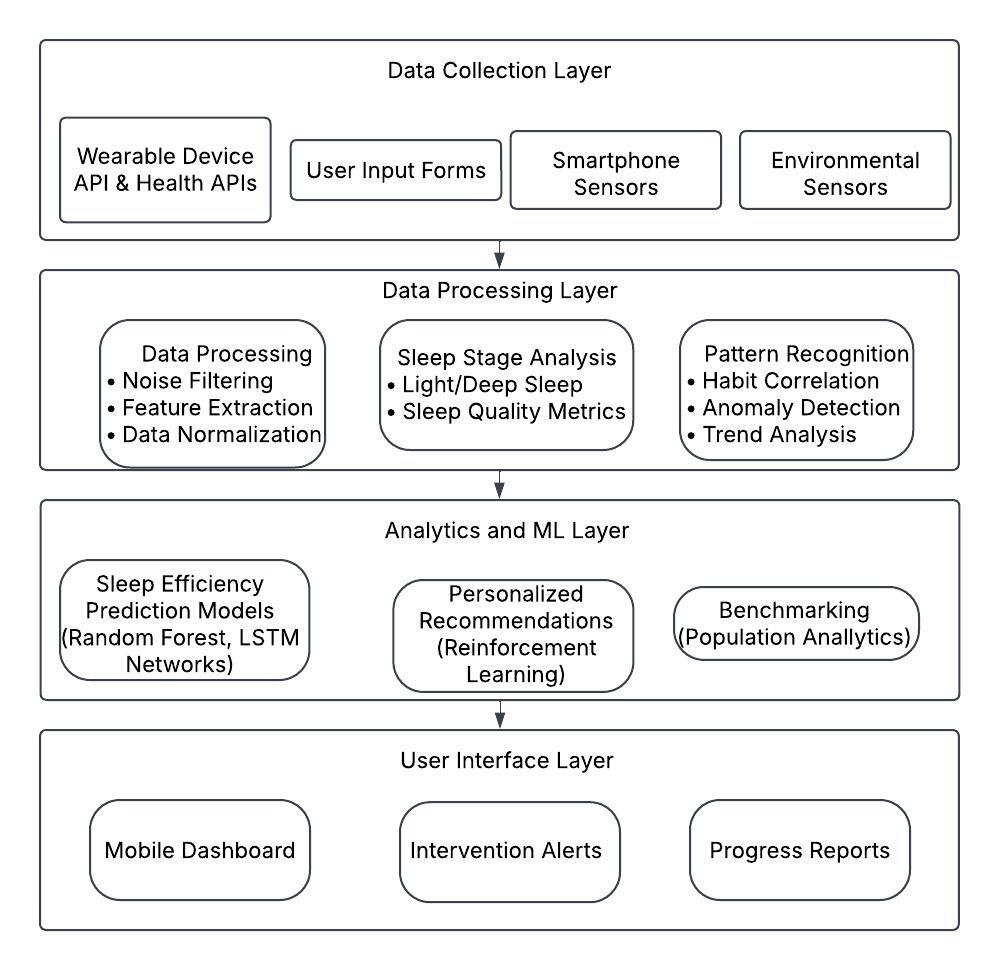 Data Collection Layer
Wearable Device
API & Health APIs
User Input Forms
Smartphone
Sensors
Environmental
Sensors
Data Processing Layer
Data Processing
• Noise Filtering
• Feature Extraction
• Data Normalization
Sleep Stage Analysis
• Light/Deep Sleep
• Sleep Quality Metrics
Pattern Recognition
• Habit Correlation
• Anomaly Detection
• Trend Analysis
Analytics and ML Layer
Sleep Efficiency
Prediction Models
(Random Forest, LSTM
Networks)
Personalized
Recommendations
(Reinforcement
Learning)
Benchmarking
(Population Anallytics)
User Interface Layer
Mobile Dashboard
Intervention Alerts
Progress Reports